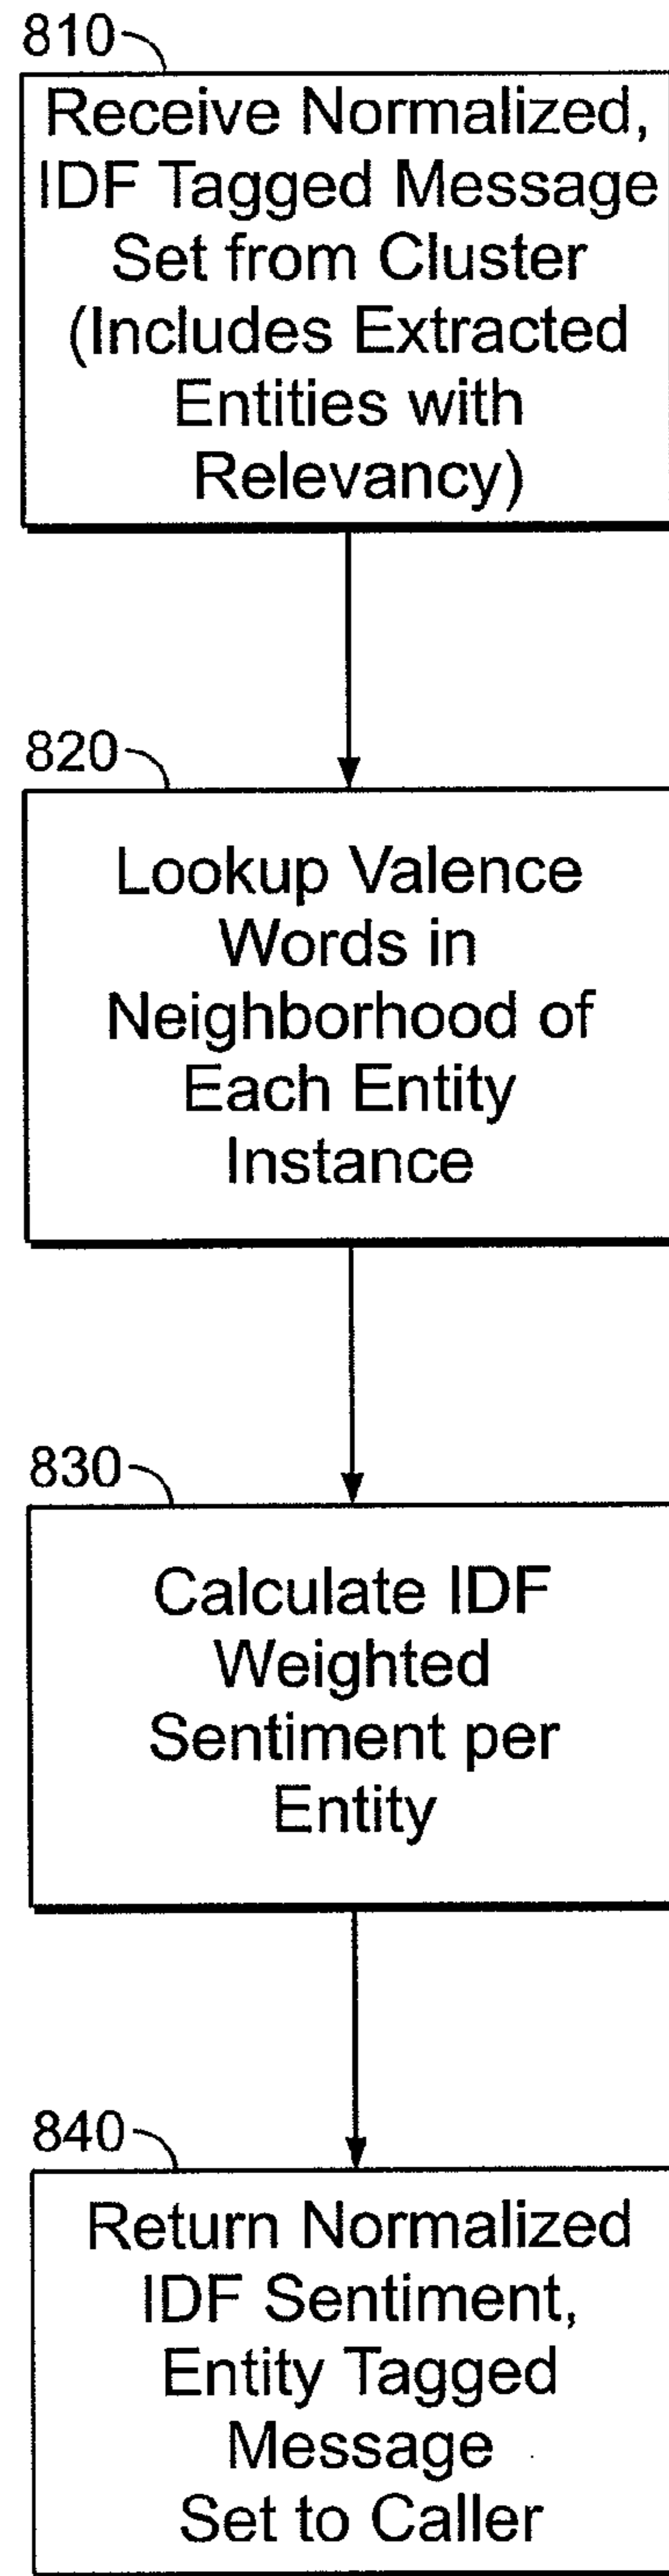 810
Receive Normalized,
IDF Tagged Message
Set from Cluster
(Includes Extracted
Entities with
Relevancy)
820
Lookup Valence
Words in
Neighborhood of
Each Entity
Instance
830
Calculate IDF
Weighted
Sentiment per
Entity
840
Return Normalized
IDF Sentiment,
Entity Tagged
Message
Set to Caller